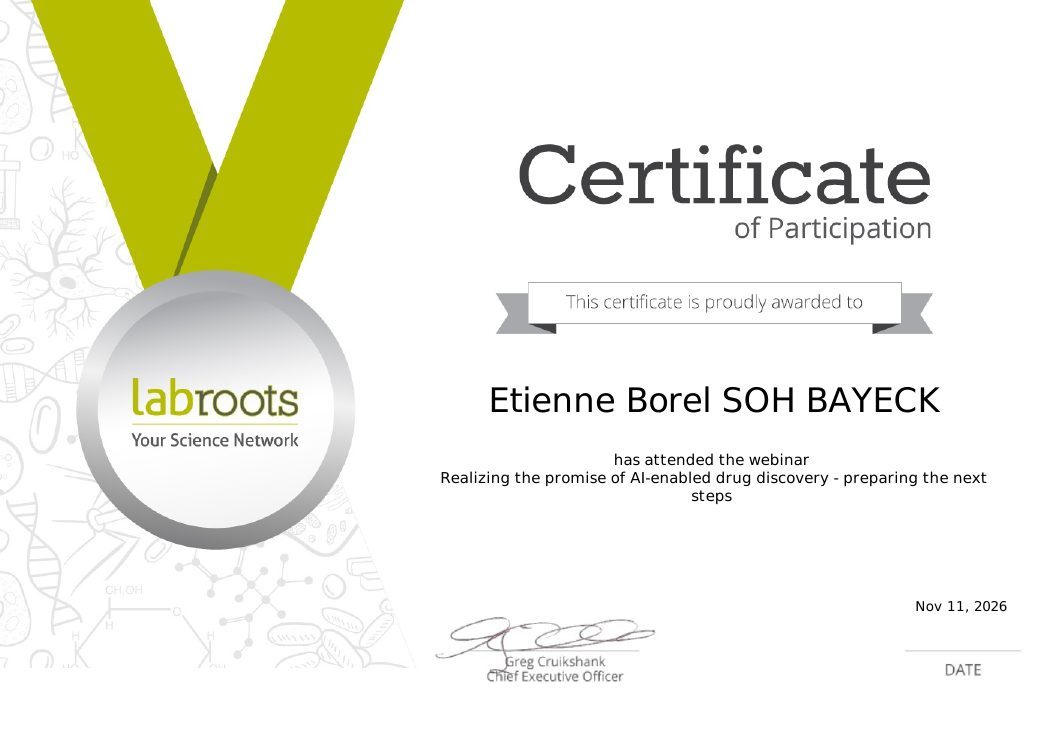 Certificate
of Participation
This certificate is proudly awarded to
labroots
Your Science Network
Etienne Borel SOH BAYECK
has attended the webinar
Realizing the promise of AI-enabled drug discovery - preparing the next
steps
Nov 11, 2026
Greg Cruikshank
Chief Executive Officer
DATE
HO
CH₂OH
O
H
H
H